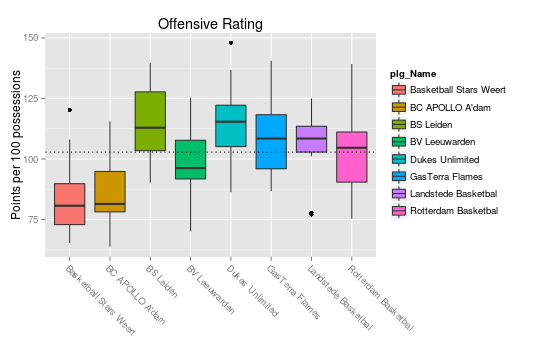 Offensive Rating
Points per 100 possessions
150
125
100
75
Basketball Stars Weert
BC APOLLO A'dam
BS Leiden
BV Leeuwarden
Dukes Unlimited
GasTerra Flames
Landstede Basketbal
Rotterdam Basketbal
plg_Name
Basketball Stars Weert
BC APOLLO A'dam
BS Leiden
BV Leeuwarden
Dukes Unlimited
GasTerra Flames
Landstede Basketbal
Rotterdam Basketbal